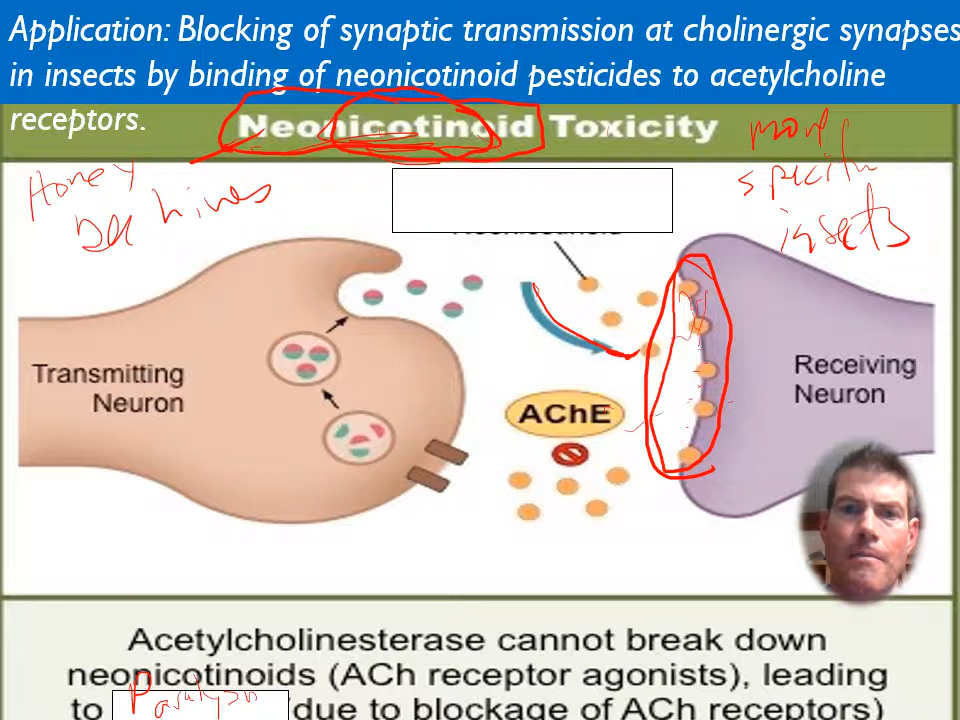 Application: Blocking of synaptic transmission at cholinergic synapses
in insects by binding of neonicotinoid pesticides to acetylcholine
receptors.
Neonicotinoid Toxicity
more
specific
insects
Honey
Bee hives
Transmitting
Neuron
AChE
Receiving
Neuron
Acetylcholinesterase cannot break down
neonicotinoids (ACh receptor agonists), leading
to Paralysis (due to blockage of ACh receptors)